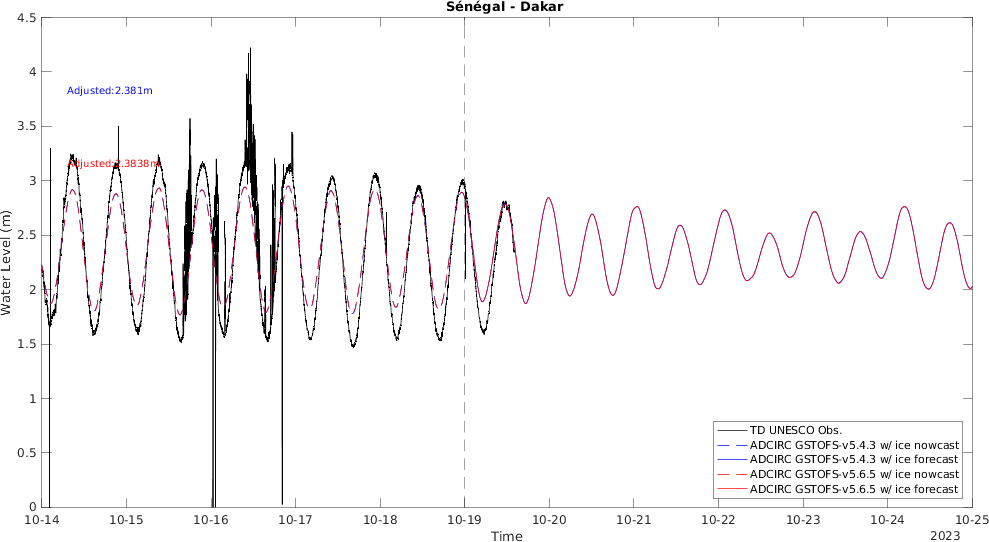 Sénégal - Dakar
4.5
4
3.5
3
2.5
2
1.5
1
0.5
0
Water Level (m)
Adjusted:2.381m
Adjusted:2.3838m
TD UNESCO Obs.
ADCIRC GSTOFS-v5.4.3 w/ ice nowcast
ADCIRC GSTOFS-v5.4.3 w/ ice forecast
ADCIRC GSTOFS-v5.6.5 w/ ice nowcast
ADCIRC GSTOFS-v5.6.5 w/ ice forecast
10-14 10-15 10-16 10-17 10-18 10-19 10-20 10-21 10-22 10-23 10-24 10-25
Time
2023